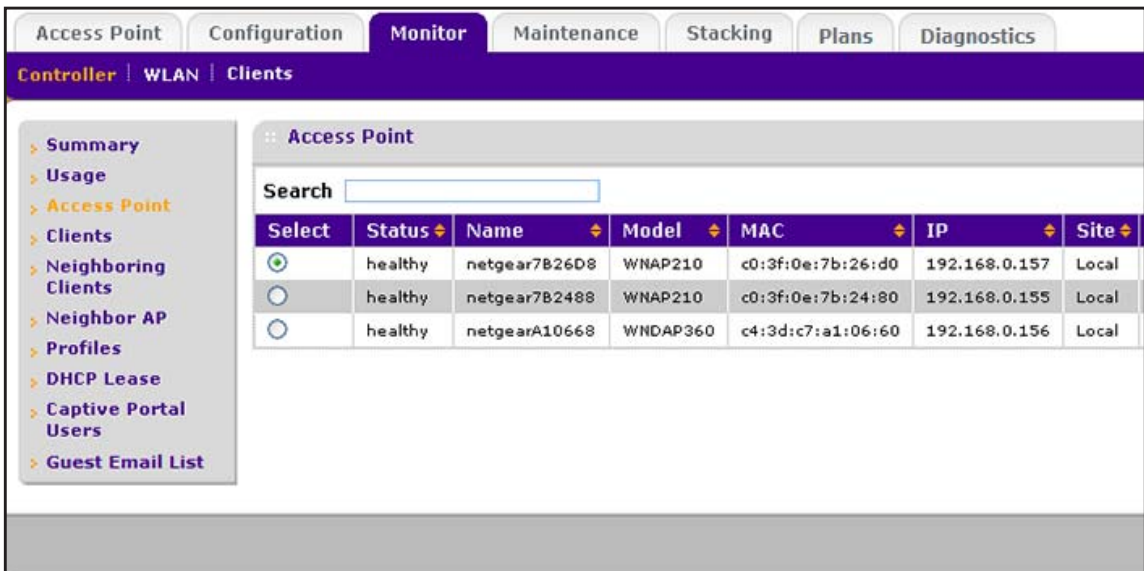 Access Point Configuration Monitor Maintenance Stacking Plans Diagnostics
Controller WLAN Clients
Summary
Usage
Access Point
Clients
Neighboring
Clients
Neighbor AP
Profiles
DHCP Lease
Captive Portal
Users
Guest Email List
Access Point
Search
Select Status Name Model MAC IP Site
healthy netgear7B26D8 WNAP210 c0:3f:0e:7b:26:d0 192.168.0.157 Local
healthy netgear7B2488 WNAP210 c0:3f:0e:7b:24:80 192.168.0.155 Local
healthy netgearA10668 WNDAP360 c4:3d:c7:a1:06:60 192.168.0.156 Local